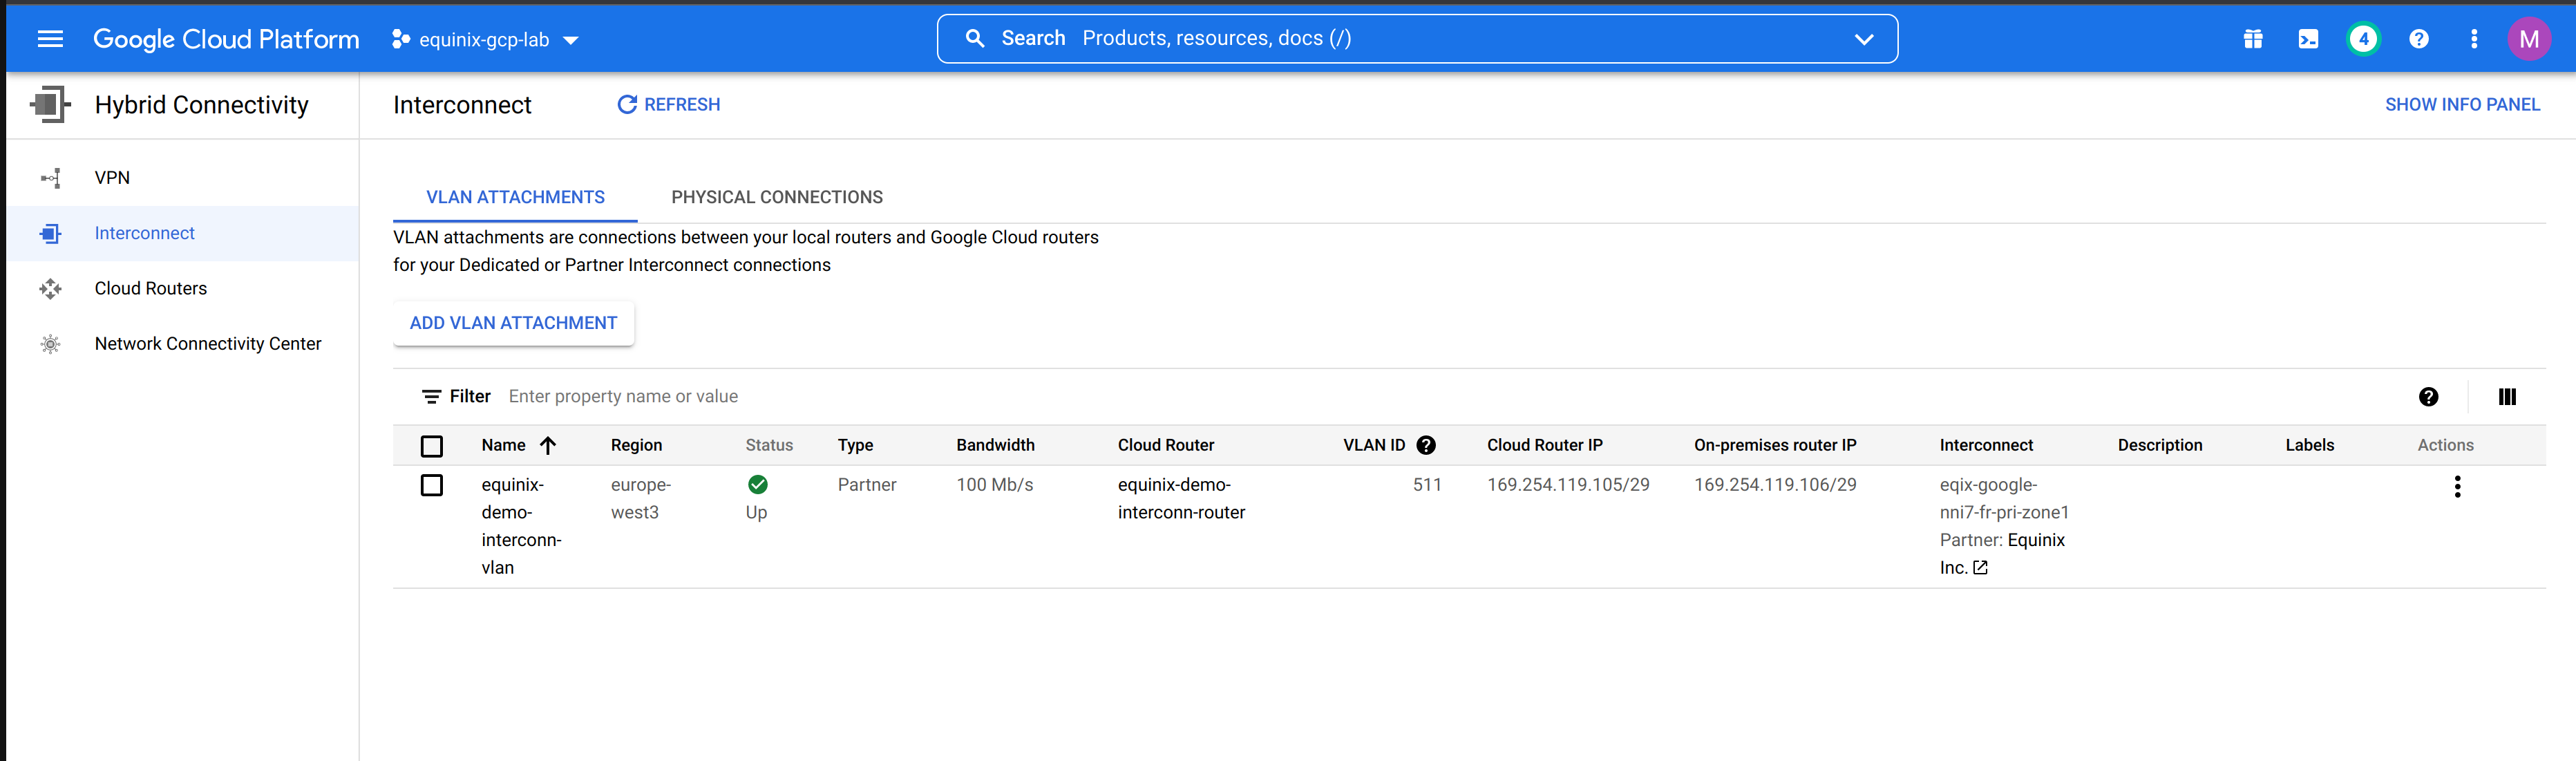 Google Cloud Platform
equinix-gcp-lab
Search Products, resources, docs (/)
4
M
Hybrid Connectivity
Interconnect
REFRESH
SHOW INFO PANEL
VPN
Interconnect
Cloud Routers
Network Connectivity Center
VLAN ATTACHMENTS
PHYSICAL CONNECTIONS
VLAN attachments are connections between your local routers and Google Cloud routers
for your Dedicated or Partner Interconnect connections
ADD VLAN ATTACHMENT
Filter Enter property name or value
Name Region Status Type Bandwidth Cloud Router VLAN ID Cloud Router IP On-premises router IP Interconnect Description Labels Actions
equinix- europe- Partner 100 Mb/s equinix-demo- 511 169.254.119.105/29 169.254.119.106/29 eqix-google-
demo- west3 Up interconn-router nni7-fr-pri-zone1
interconn- Partner: Equinix
vlan Inc.